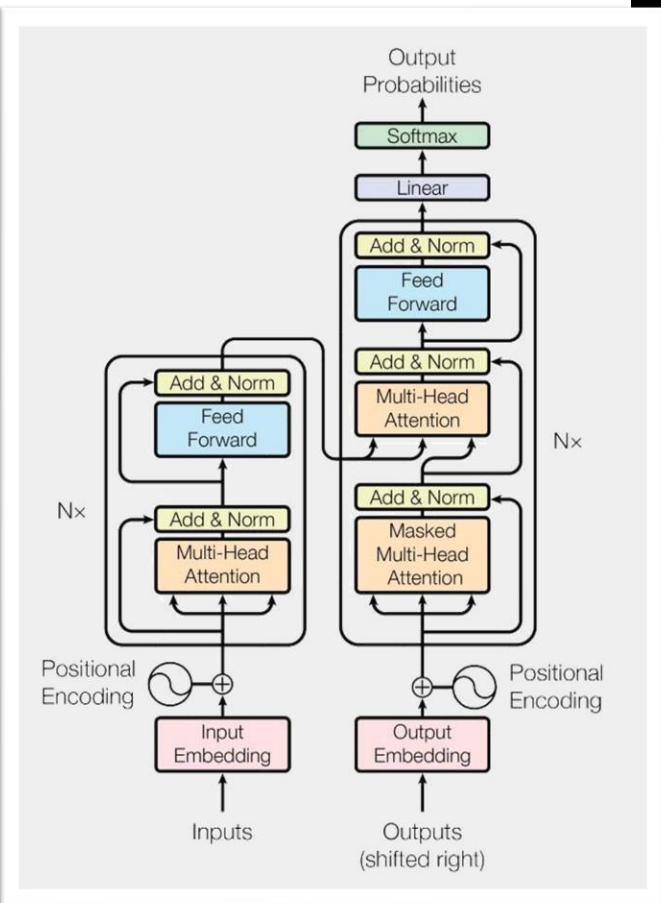 Output
Probabilities
Softmax
Linear
Add & Norm
Feed
Forward
Add & Norm
Multi-Head
Attention
Add & Norm
Masked
Multi-Head
Attention
Nx
Add & Norm
Feed
Forward
Add & Norm
Multi-Head
Attention
Nx
Positional
Encoding
Positional
Encoding
Input
Embedding
Output
Embedding
Inputs
Outputs
(shifted right)